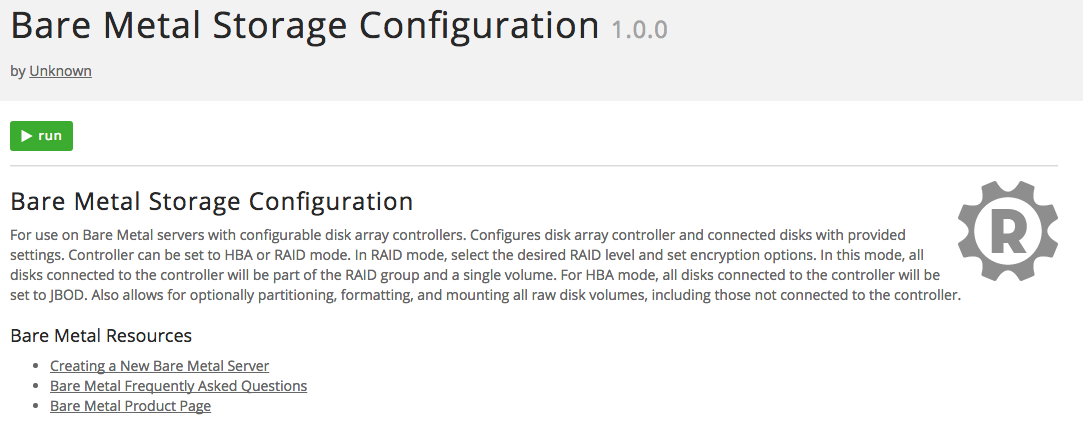 Bare Metal Storage Configuration 1.0.0
by Unknown
run
Bare Metal Storage Configuration
R
For use on Bare Metal servers with configurable disk array controllers. Configures disk array controller and connected disks with provided
settings. Controller can be set to HBA or RAID mode. In RAID mode, select the desired RAID level and set encryption options. In this mode, all
disks connected to the controller will be part of the RAID group and a single volume. For HBA mode, all disks connected to the controller will be
set to JBOD. Also allows for optionally partitioning, formatting, and mounting all raw disk volumes, including those not connected to the controller.
Bare Metal Resources
• Creating a New Bare Metal Server
• Bare Metal Frequently Asked Questions
• Bare Metal Product Page